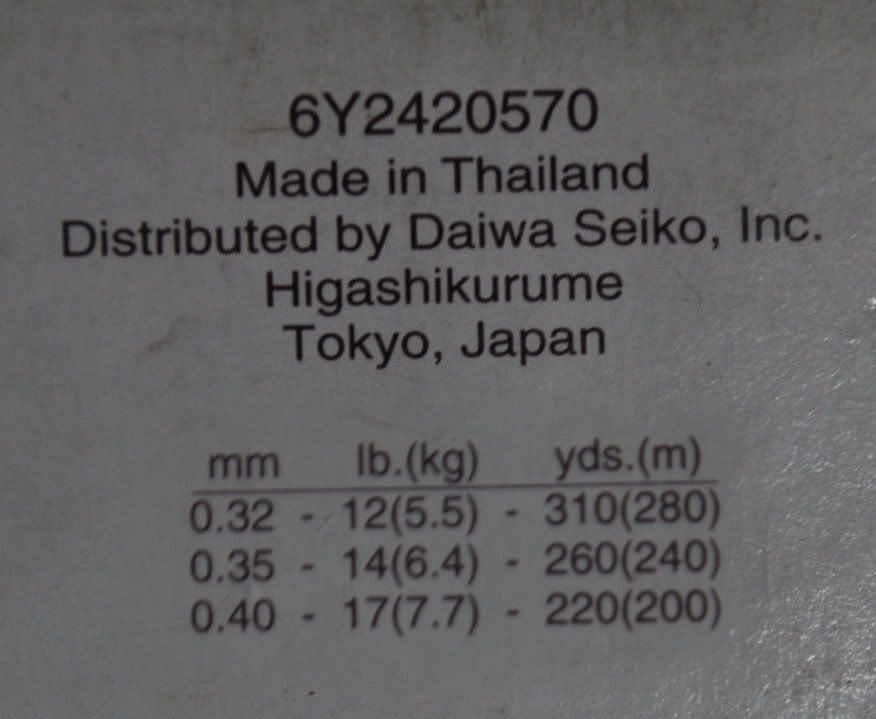 6Y2420570
Made in Thailand
Distributed by Daiwa Seiko, Inc.
Higashikurume
Tokyo, Japan
mm lb.(kg) yds.(m)
0.32 - 12(5.5) - 310(280)
0.35 - 14(6.4) - 260(240)
0.40 - 17(7.7) - 220(200)